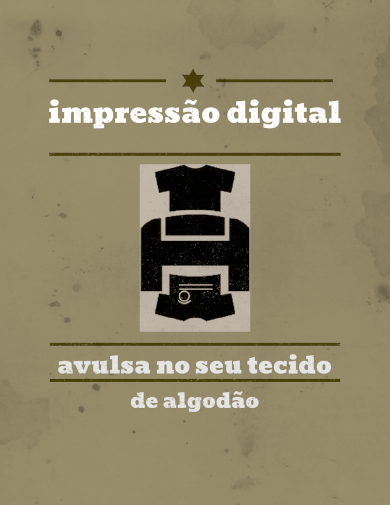 impressão digital
avulsa no seu tecido
de algodão